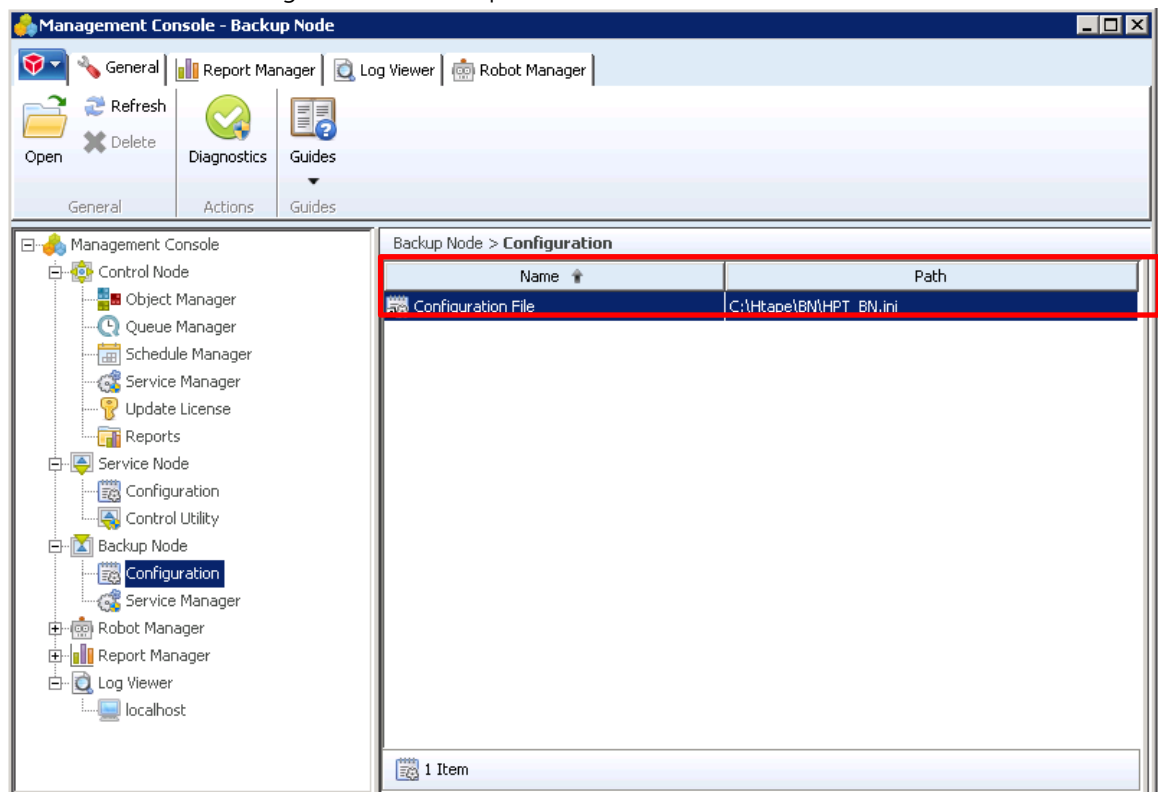 Management Console - Backup Node
General
Report Manager
Log Viewer
Robot Manager
Open
Refresh
Delete
Diagnostics
Guides
General
Actions
Guides
Management Console
Control Node
Object Manager
Queue Manager
Schedule Manager
Service Manager
Update License
Reports
Service Node
Configuration
Control Utility
Backup Node
Configuration
Service Manager
Robot Manager
Report Manager
Log Viewer
localhost
Backup Node > Configuration
Name
Path
Configuration File
C:\Htape\BN\HPT_BN.ini
1 Item